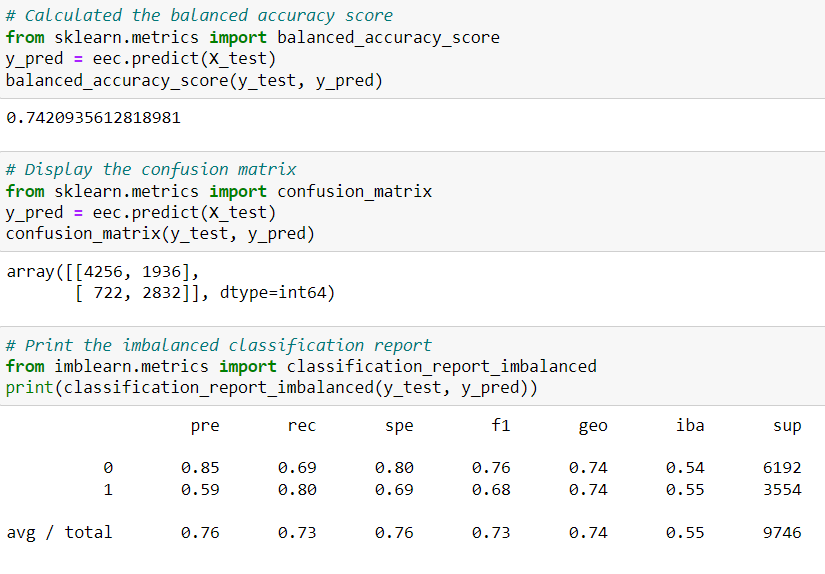 # Calculated the balanced accuracy score
from sklearn.metrics import balanced_accuracy_score
y_pred = eec.predict(X_test)
balanced_accuracy_score(y_test, y_pred)
0.7420935612818981
# Display the confusion matrix
from sklearn.metrics import confusion_matrix
y_pred = eec.predict(X_test)
confusion_matrix(y_test, y_pred)
array([[4256, 1936],
       [ 722, 2832]], dtype=int64)
# Print the imbalanced classification report
from imblearn.metrics import classification_report_imbalanced
print(classification_report_imbalanced(y_test, y_pred))
                   pre       rec       spe        f1       geo       iba       sup
          0       0.85      0.69      0.80      0.76      0.74      0.54      6192
          1       0.59      0.80      0.69      0.68      0.74      0.55      3554
avg / total       0.76      0.73      0.76      0.73      0.74      0.55      9746